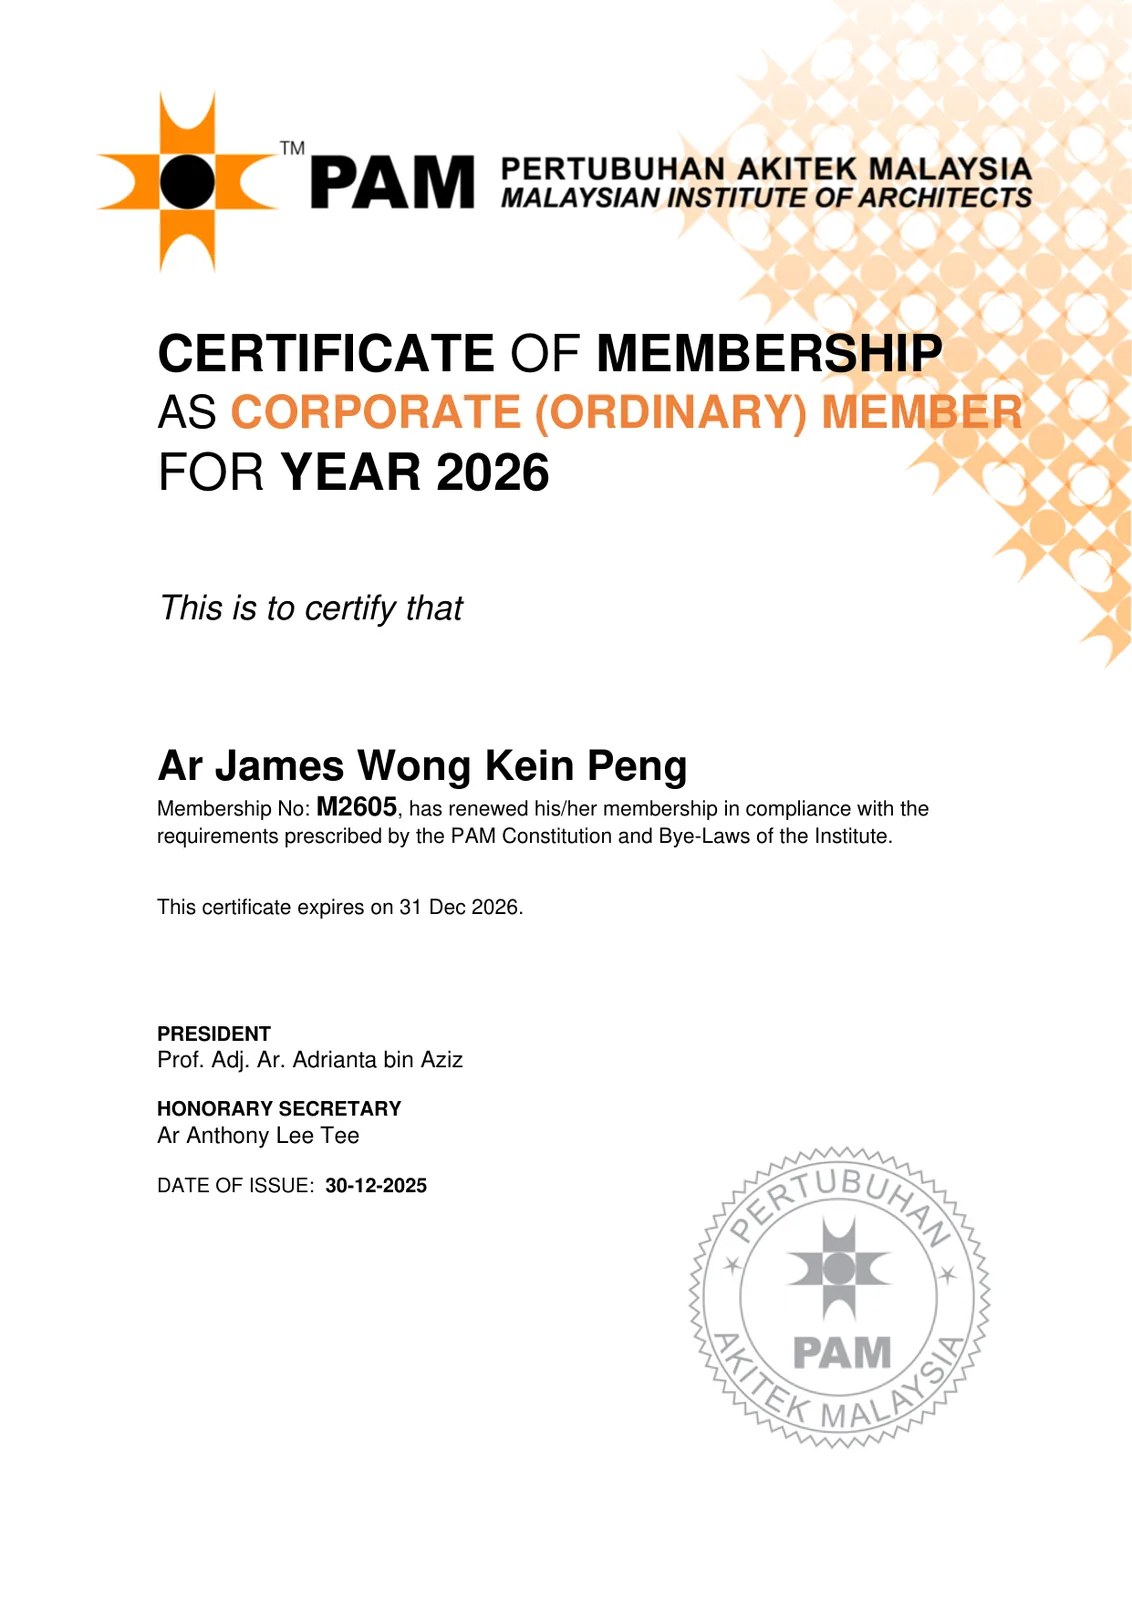 TM
PAM
PERTUBUHAN AKITEK MALAYSIA
MALAYSIAN INSTITUTE OF ARCHITECTS
CERTIFICATE OF MEMBERSHIP
AS CORPORATE (ORDINARY) MEMBER
FOR YEAR 2026
This is to certify that
Ar James Wong Kein Peng
Membership No: M2605, has renewed his/her membership in compliance with the
requirements prescribed by the PAM Constitution and Bye-Laws of the Institute.
This certificate expires on 31 Dec 2026.
PRESIDENT
Prof. Adj. Ar. Adrianta bin Aziz
HONORARY SECRETARY
Ar Anthony Lee Tee
DATE OF ISSUE: 30-12-2025
PERTUBUHAN
PAM
AKITEK MALAYSIA